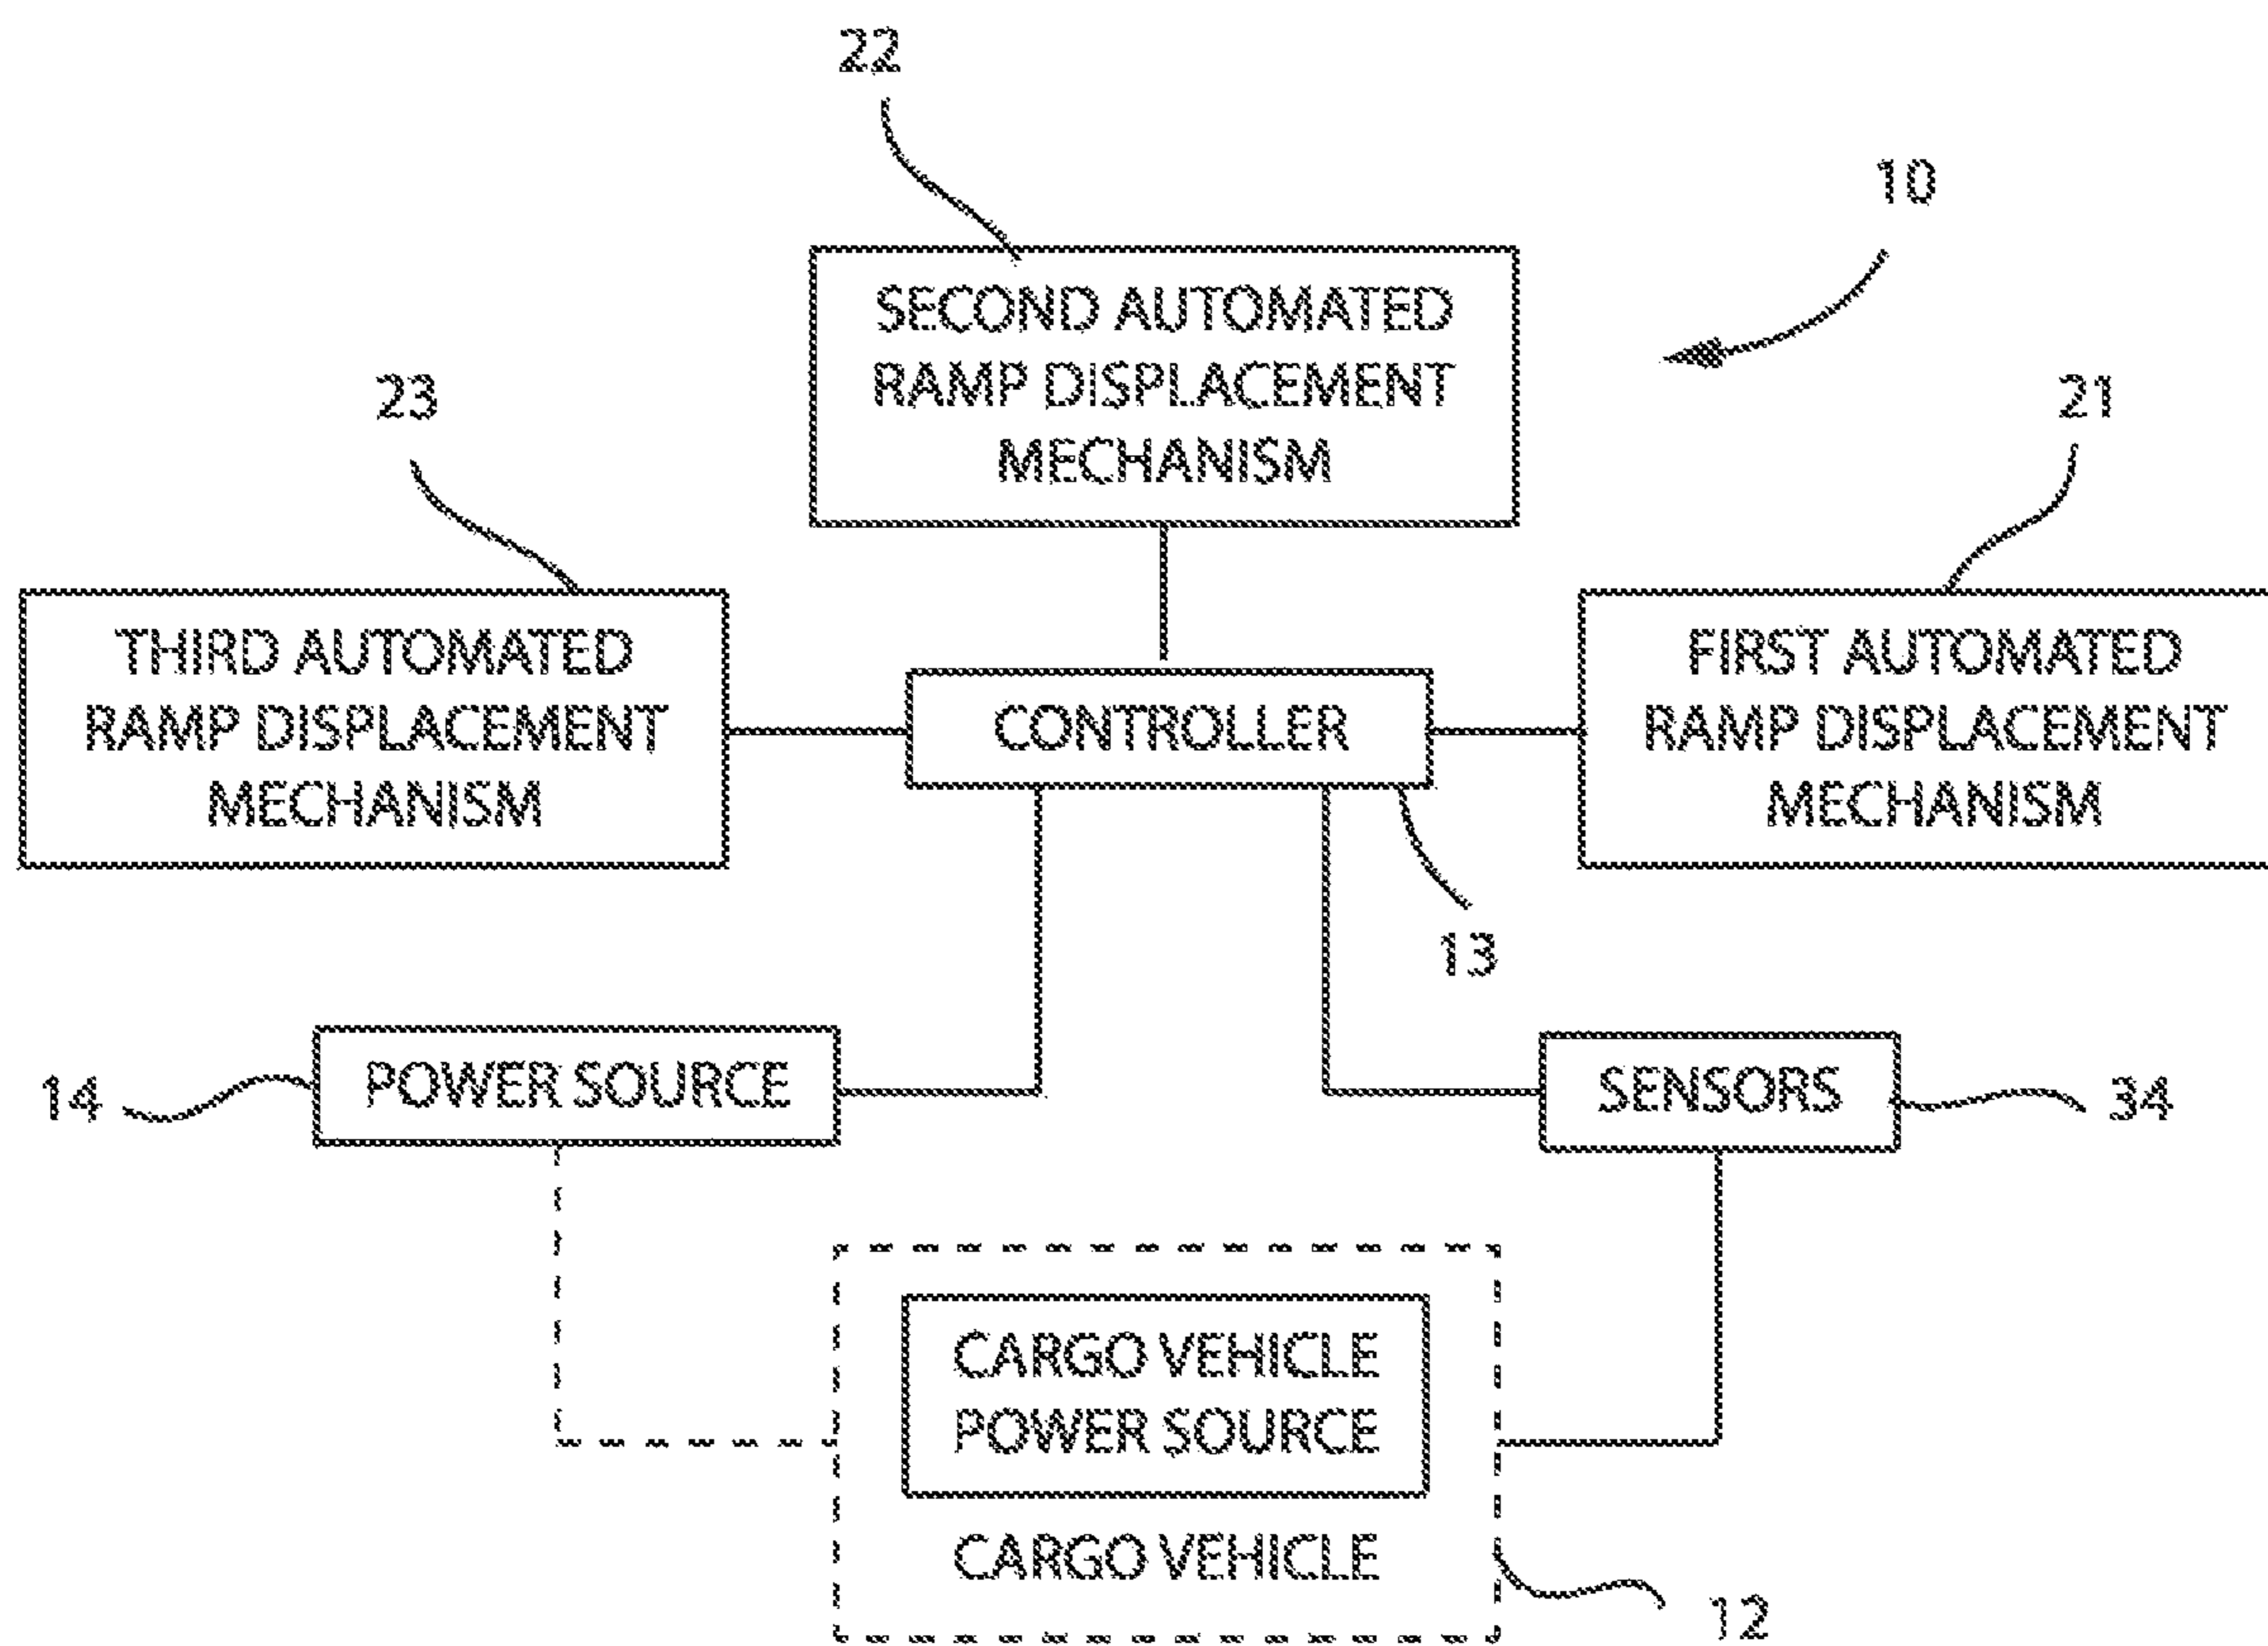 22
10
SECOND AUTOMATED
RAMP DISPLACEMENT
MECHANISM
23
21
THIRD AUTOMATED
RAMP DISPLACEMENT
MECHANISM
CONTROLLER
FIRST AUTOMATED
RAMP DISPLACEMENT
MECHANISM
13
14
POWER SOURCE
SENSORS
34
CARGO VEHICLE
POWER SOURCE
CARGO VEHICLE
12